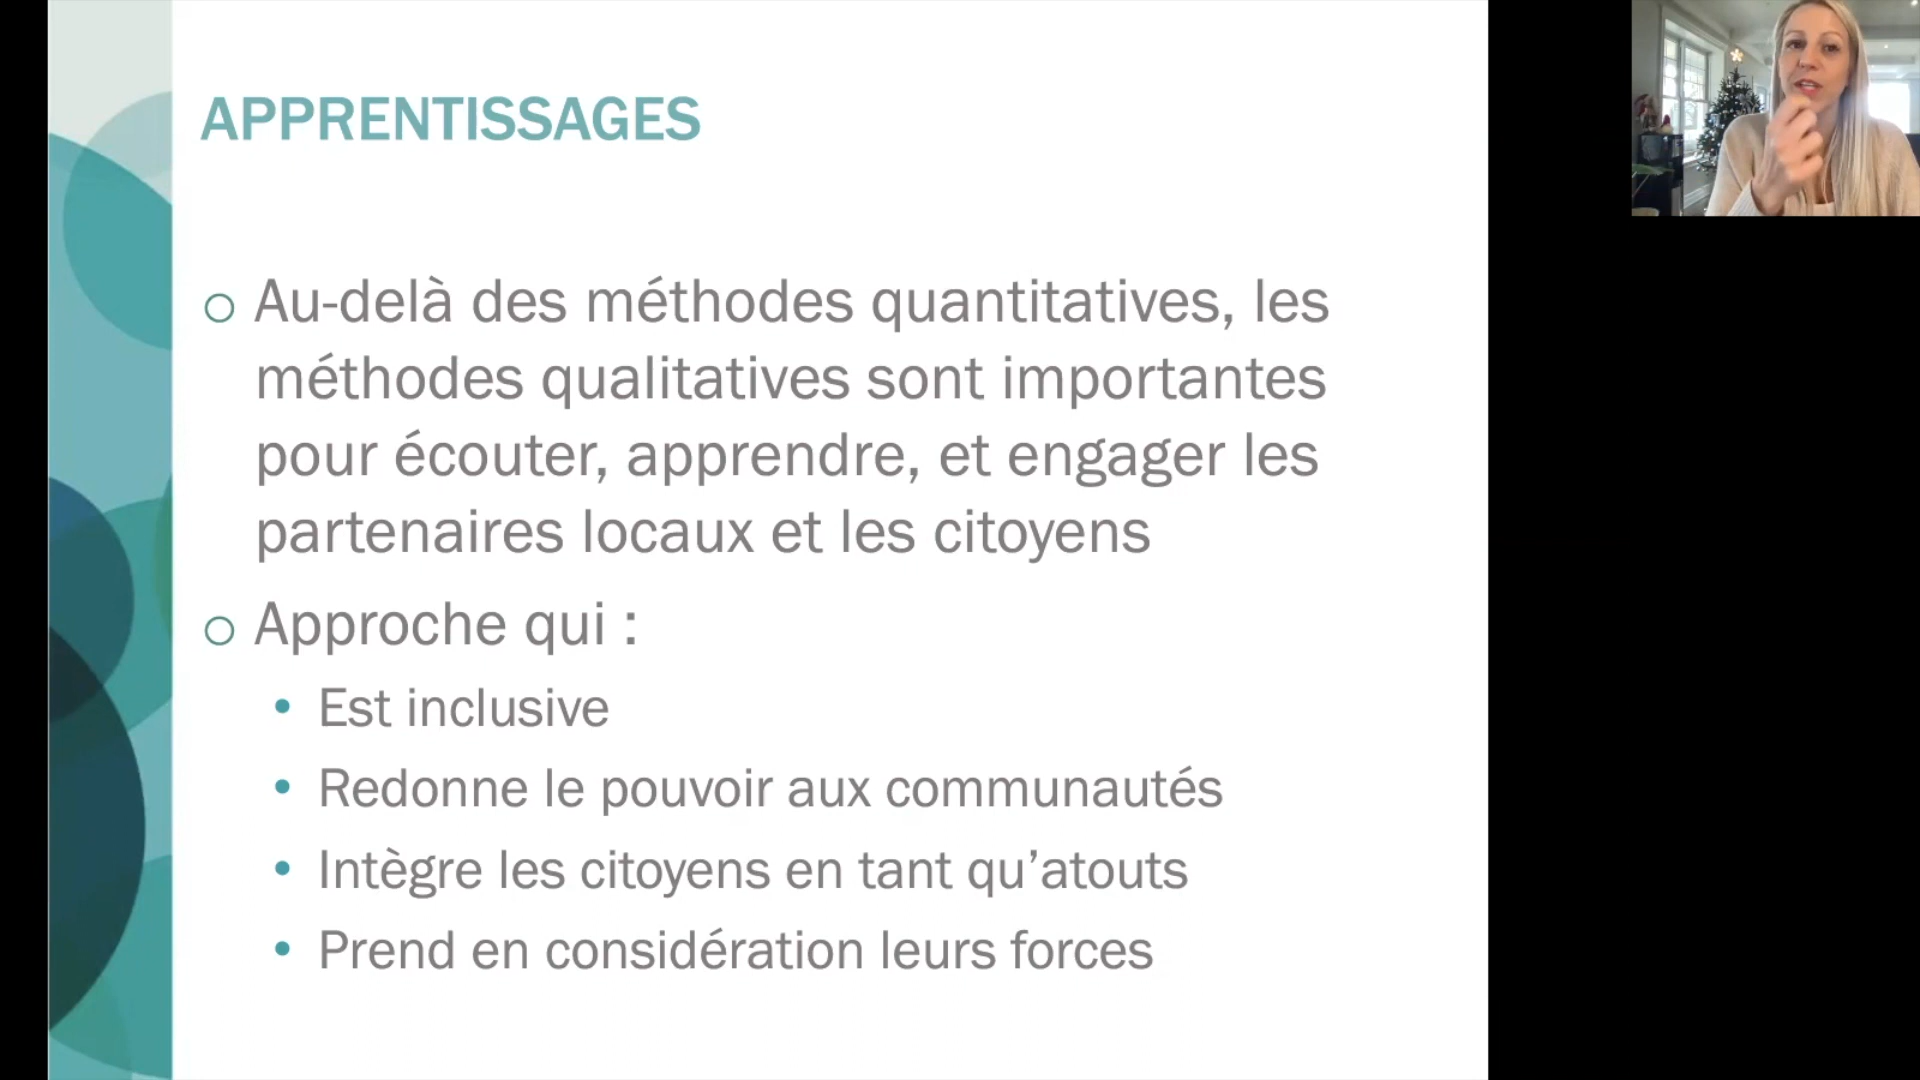 APPRENTISSAGES
Au-delà des méthodes quantitatives, les
méthodes qualitatives sont importantes
pour écouter, apprendre, et engager les
partenaires locaux et les citoyens
Approche qui :
Est inclusive
Redonne le pouvoir aux communautés
Intègre les citoyens en tant qu’atouts
Prend en considération leurs forces